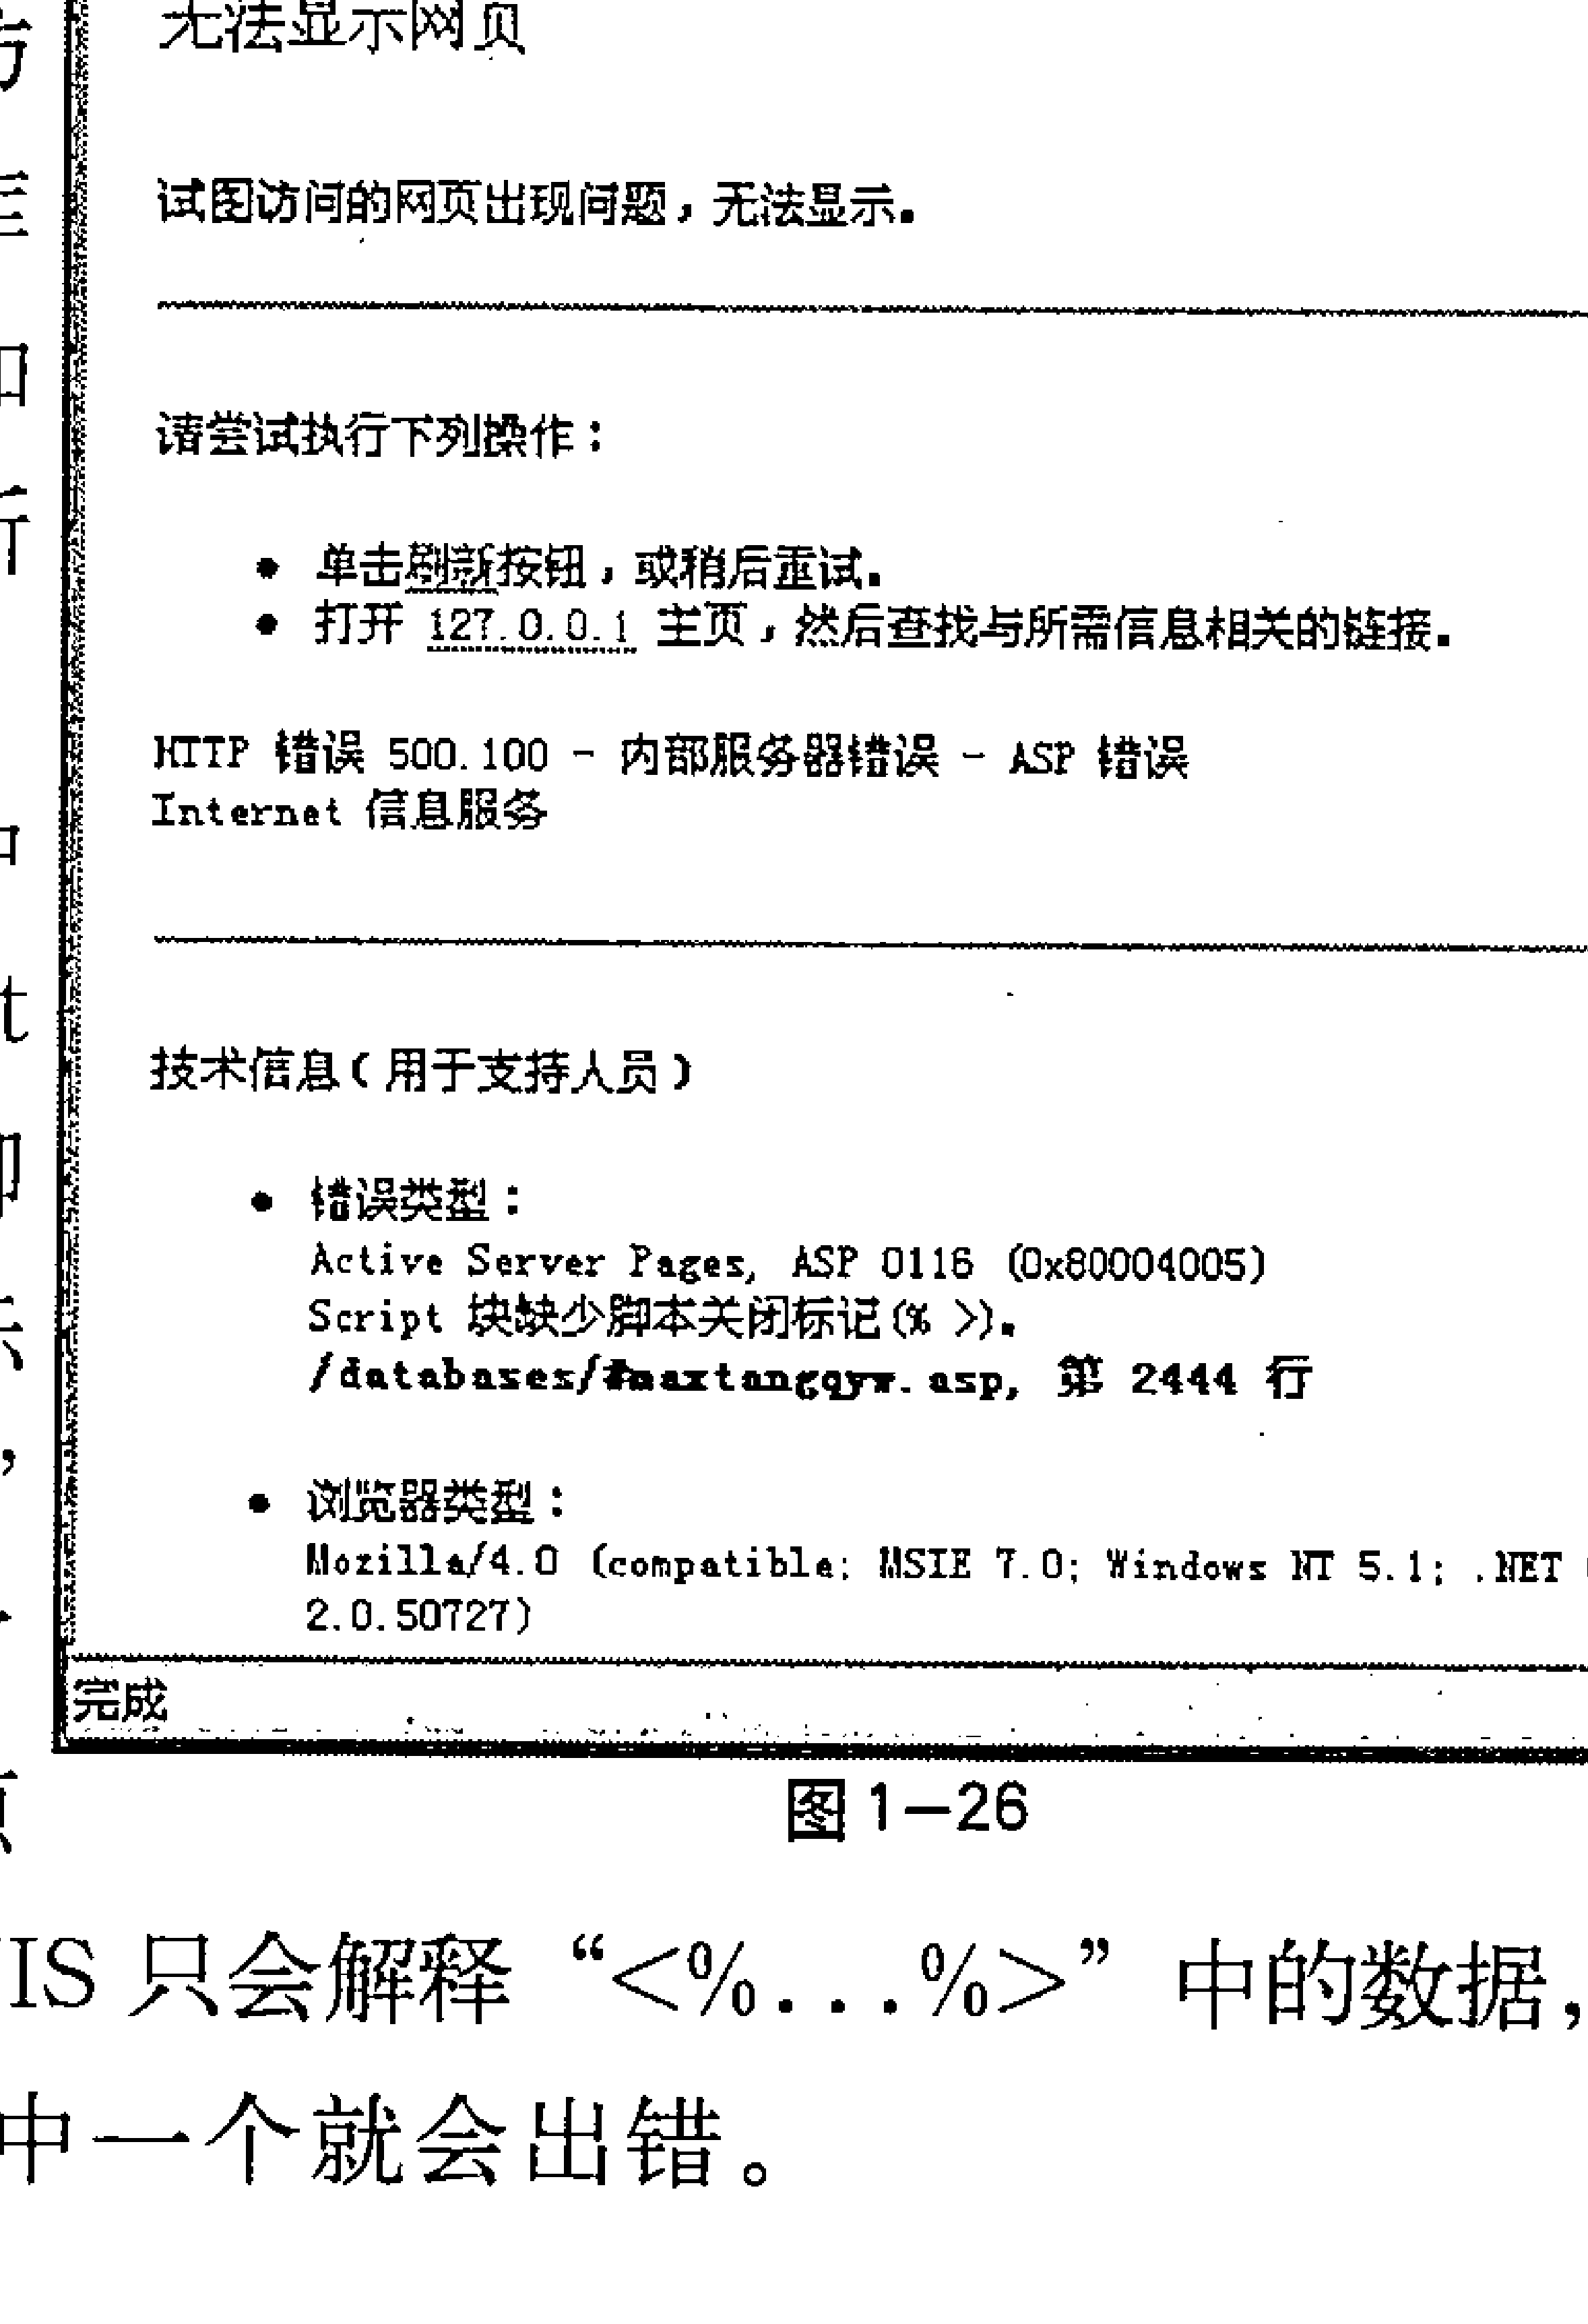 无法显示网页
试图访问的网页出现问题，无法显示。
请尝试执行下列操作：
● 单击刷新按钮，或稍后重试。
● 打开 127.0.0.1 主页，然后查找与所需信息相关的链接。
HTTP 错误 500.100 - 内部服务器错误 - ASP 错误
Internet 信息服务
技术信息（用于支持人员）
● 错误类型：
Active Server Pages, ASP 0116 (0x80004005)
Script 块缺少脚本关闭标记(% >)。
/databases/#maxtangqyw.asp, 第 2444 行
● 浏览器类型：
Mozilla/4.0 (compatible; MSIE 7.0; Windows NT 5.1; .NET
2.0.50727)
完成
图 1-26
IIS 只会解释“<%...%>”中的数据，
中一个就会出错。